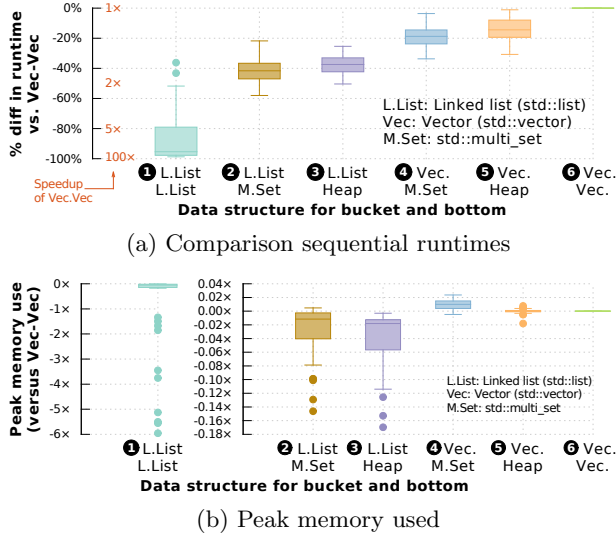 % diff in runtime
vs. Vec-Vec
0%
-20%
-40%
-60%
-80%
-100%
1×
2×
5×
100×
Speedup
of Vec.Vec
L.List: Linked list (std::list)
Vec: Vector (std::vector)
M.Set: std::multi_set
1 L.List 2 L.List 3 L.List 4 Vec. 5 Vec. 6 Vec.
L.List M.Set Heap M.Set Heap Vec.
Data structure for bucket and bottom
(a) Comparison sequential runtimes
Peak memory use
(versus Vec-Vec)
0×
-1×
-2×
-3×
-4×
-5×
-6×
0.04×
0.02×
0.00×
-0.02×
-0.04×
-0.06×
-0.08×
-0.10×
-0.12×
-0.14×
-0.16×
-0.18×
L.List: Linked list (std::list)
Vec: Vector (std::vector)
M.Set: std::multi_set
1 L.List 2 L.List 3 L.List 4 Vec. 5 Vec. 6 Vec.
L.List M.Set Heap M.Set Heap Vec.
Data structure for bucket and bottom
(b) Peak memory used